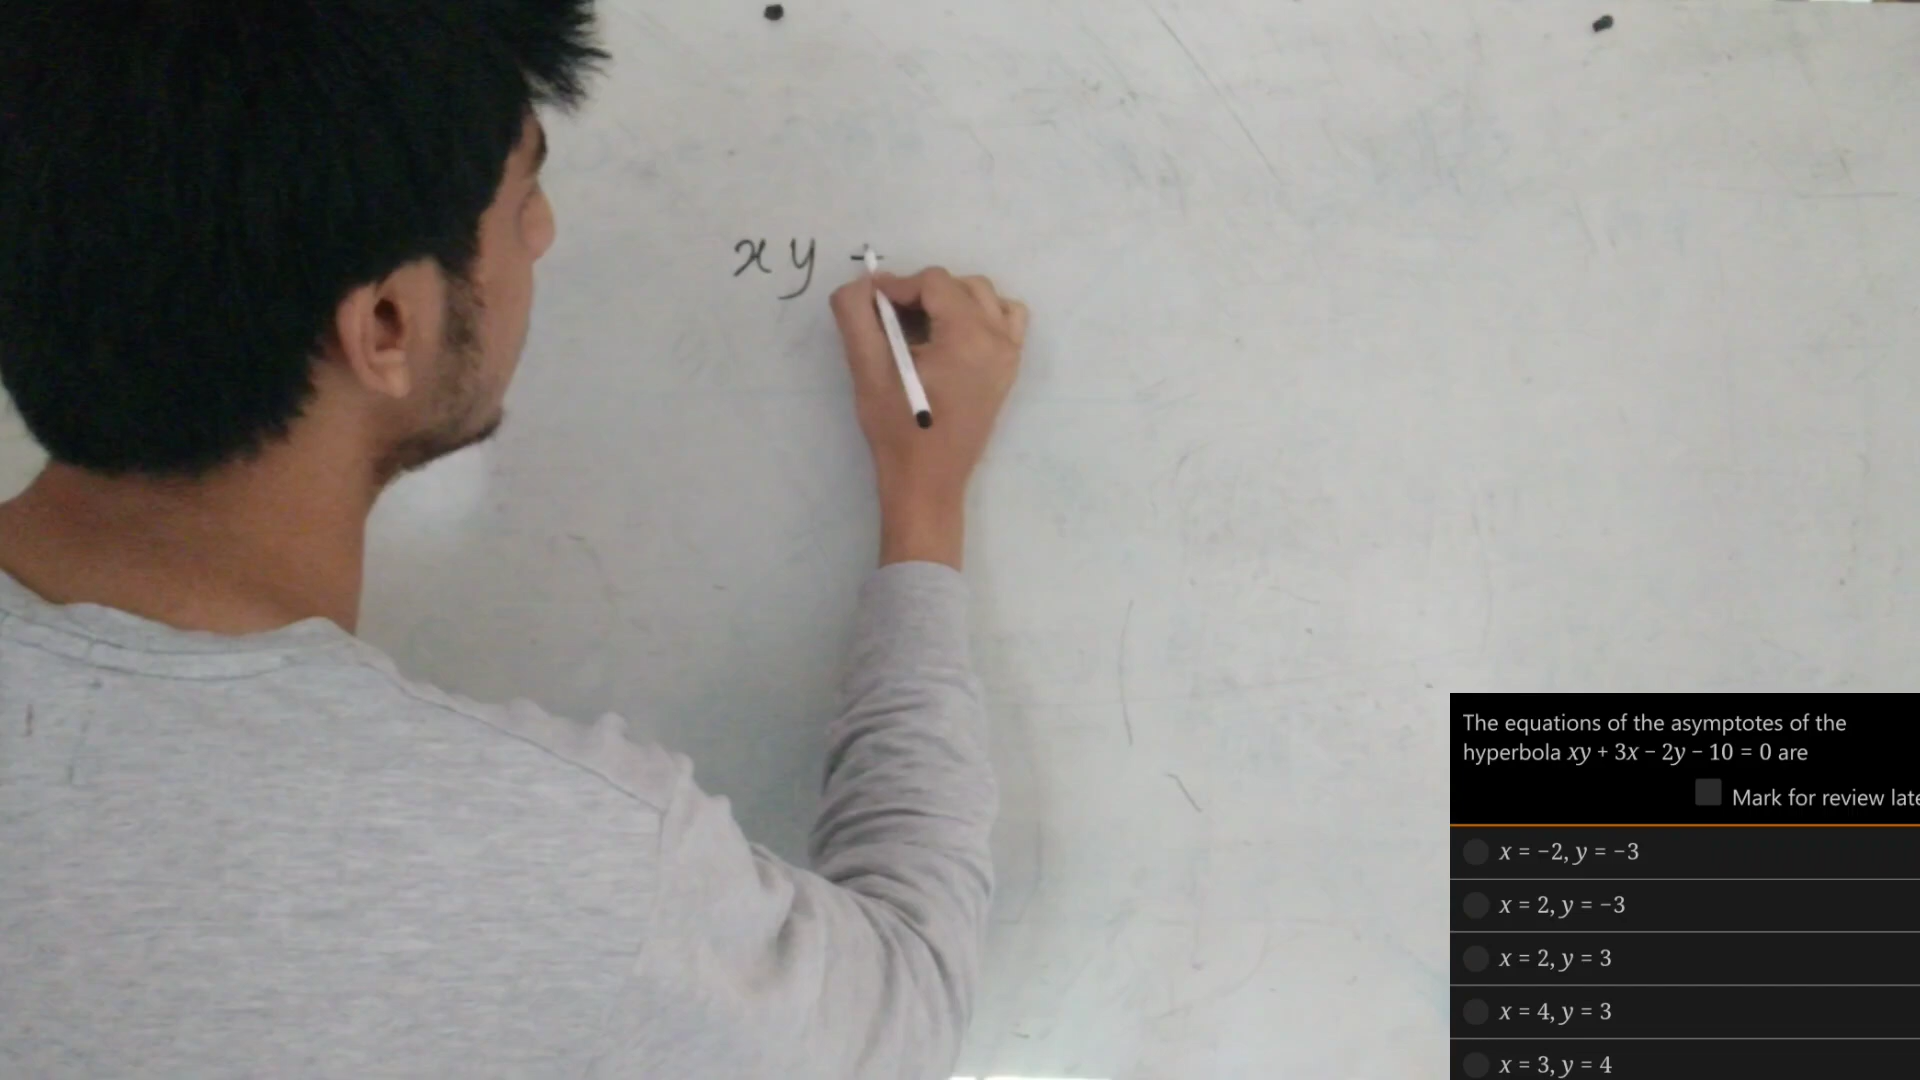 xy +
The equations of the asymptotes of the
hyperbola xy + 3x − 2y − 10 = 0 are
Mark for review late
x = −2, y = −3
x = 2, y = −3
x = 2, y = 3
x = 4, y = 3
x = 3, y = 4